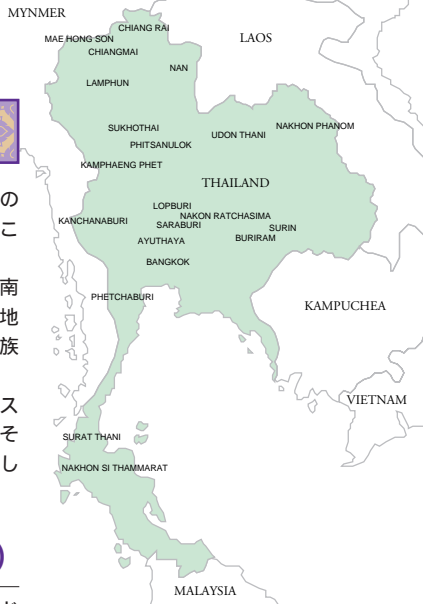 MYNMER
CHIANG RAI
MAE HONG SON
LAOS
CHIANGMAI
NAN
LAMPHUN
SUKHOTHAI
UDON THANI
NAKHON PHANOM
PHITSANULOK
KAMPHAENG PHET
THAILAND
LOPBURI
NAKON RATCHASIMA
KANCHANABURI
SARABURI
SURIN
AYUTHAYA
BURIRAM
BANGKOK
PHETCHABURI
KAMPUCHEA
VIETNAM
SURAT THANI
NAKHON SI THAMMARAT
MALAYSIA
の
こ
南
地
族
ス
そ
し